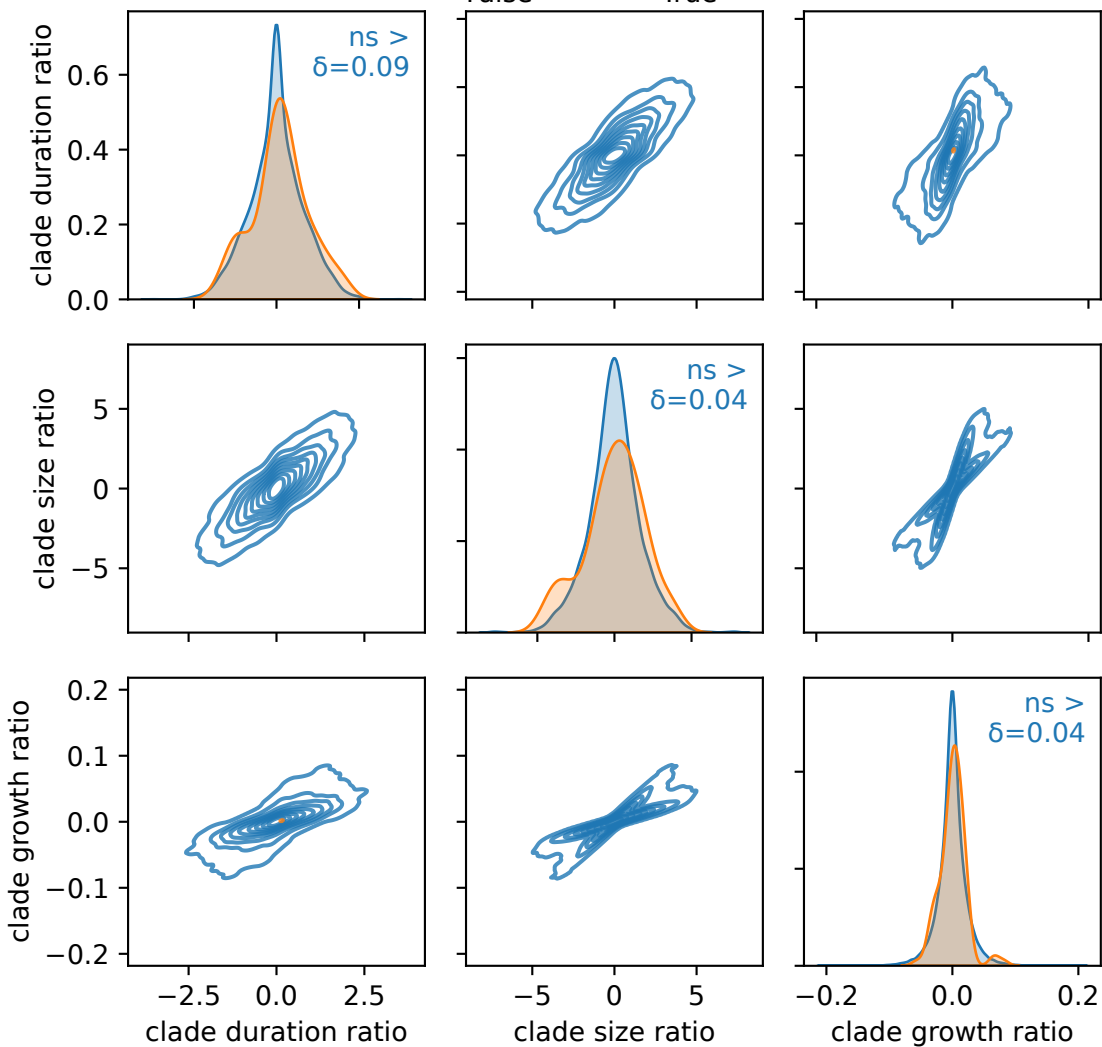 ns >
δ=0.09
clade duration ratio
0.6
0.4
0.2
0.0
ns >
δ=0.04
clade size ratio
5
0
−5
ns >
δ=0.04
clade growth ratio
0.2
0.1
0.0
−0.1
−0.2
−2.5 0.0 2.5
−5 0 5
−0.2 0.0 0.2
clade duration ratio
clade size ratio
clade growth ratio